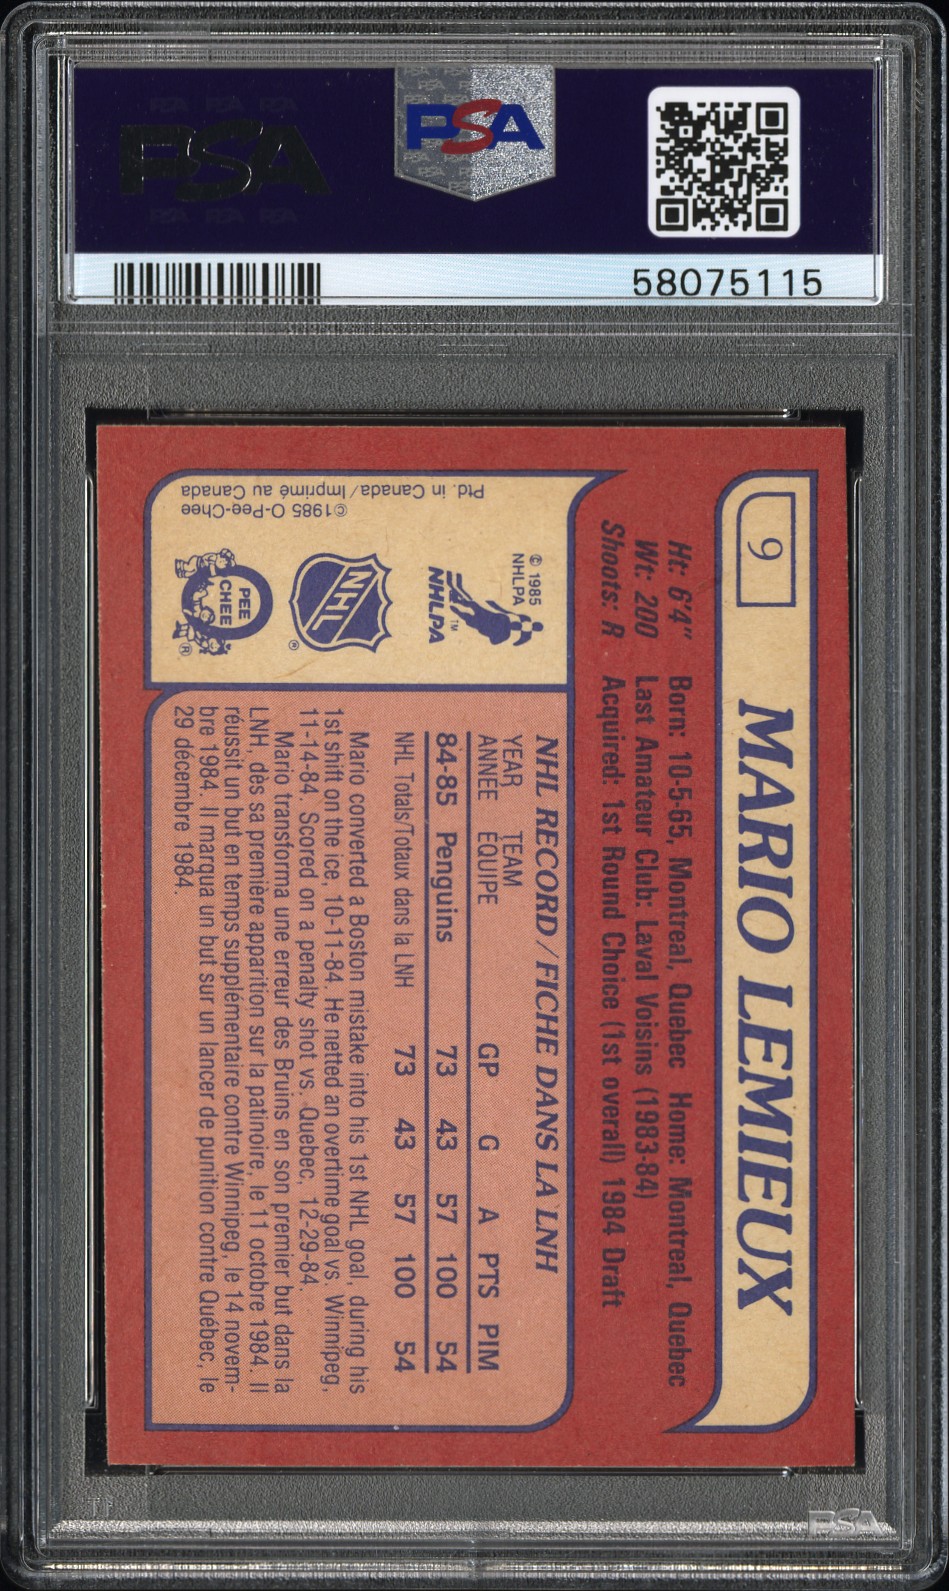 PSA
PSA
58075115
9
MARIO LEMIEUX
Ht: 6'4" Born: 10-5-65, Montreal, Quebec Home: Montreal, Quebec
Wt: 200 Last Amateur Club: Laval Voisins (1983-84)
Shoots: R Acquired: 1st Round Choice (1st overall) 1984 Draft
© 1985
NHLPA
NHLPA™
NHL
®
PEE
CHEE
®
©1985 O-Pee-Chee
Ptd. in Canada/Imprimé au Canada
NHL RECORD/FICHE DANS LA LNH
YEAR TEAM
ANNEE ÉQUIPE GP G A PTS PIM
84-85 Penguins 73 43 57 100 54
NHL Totals/Totaux dans la LNH 73 43 57 100 54
Mario converted a Boston mistake into his 1st NHL goal, during his
1st shift on the ice, 10-11-84. He netted an overtime goal vs. Winnipeg,
11-14-84. Scored on a penalty shot vs. Quebec, 12-29-84.
Mario transforma une erreur des Bruins en son premier but dans la
LNH, dès sa première apparition sur la patinoire, le 11 octobre 1984. Il
réussit un but en temps supplémentaire contre Winnipeg, le 14 novem-
bre 1984. Il marqua un but sur un lancer de punition contre Québec, le
29 décembre 1984.
PSA